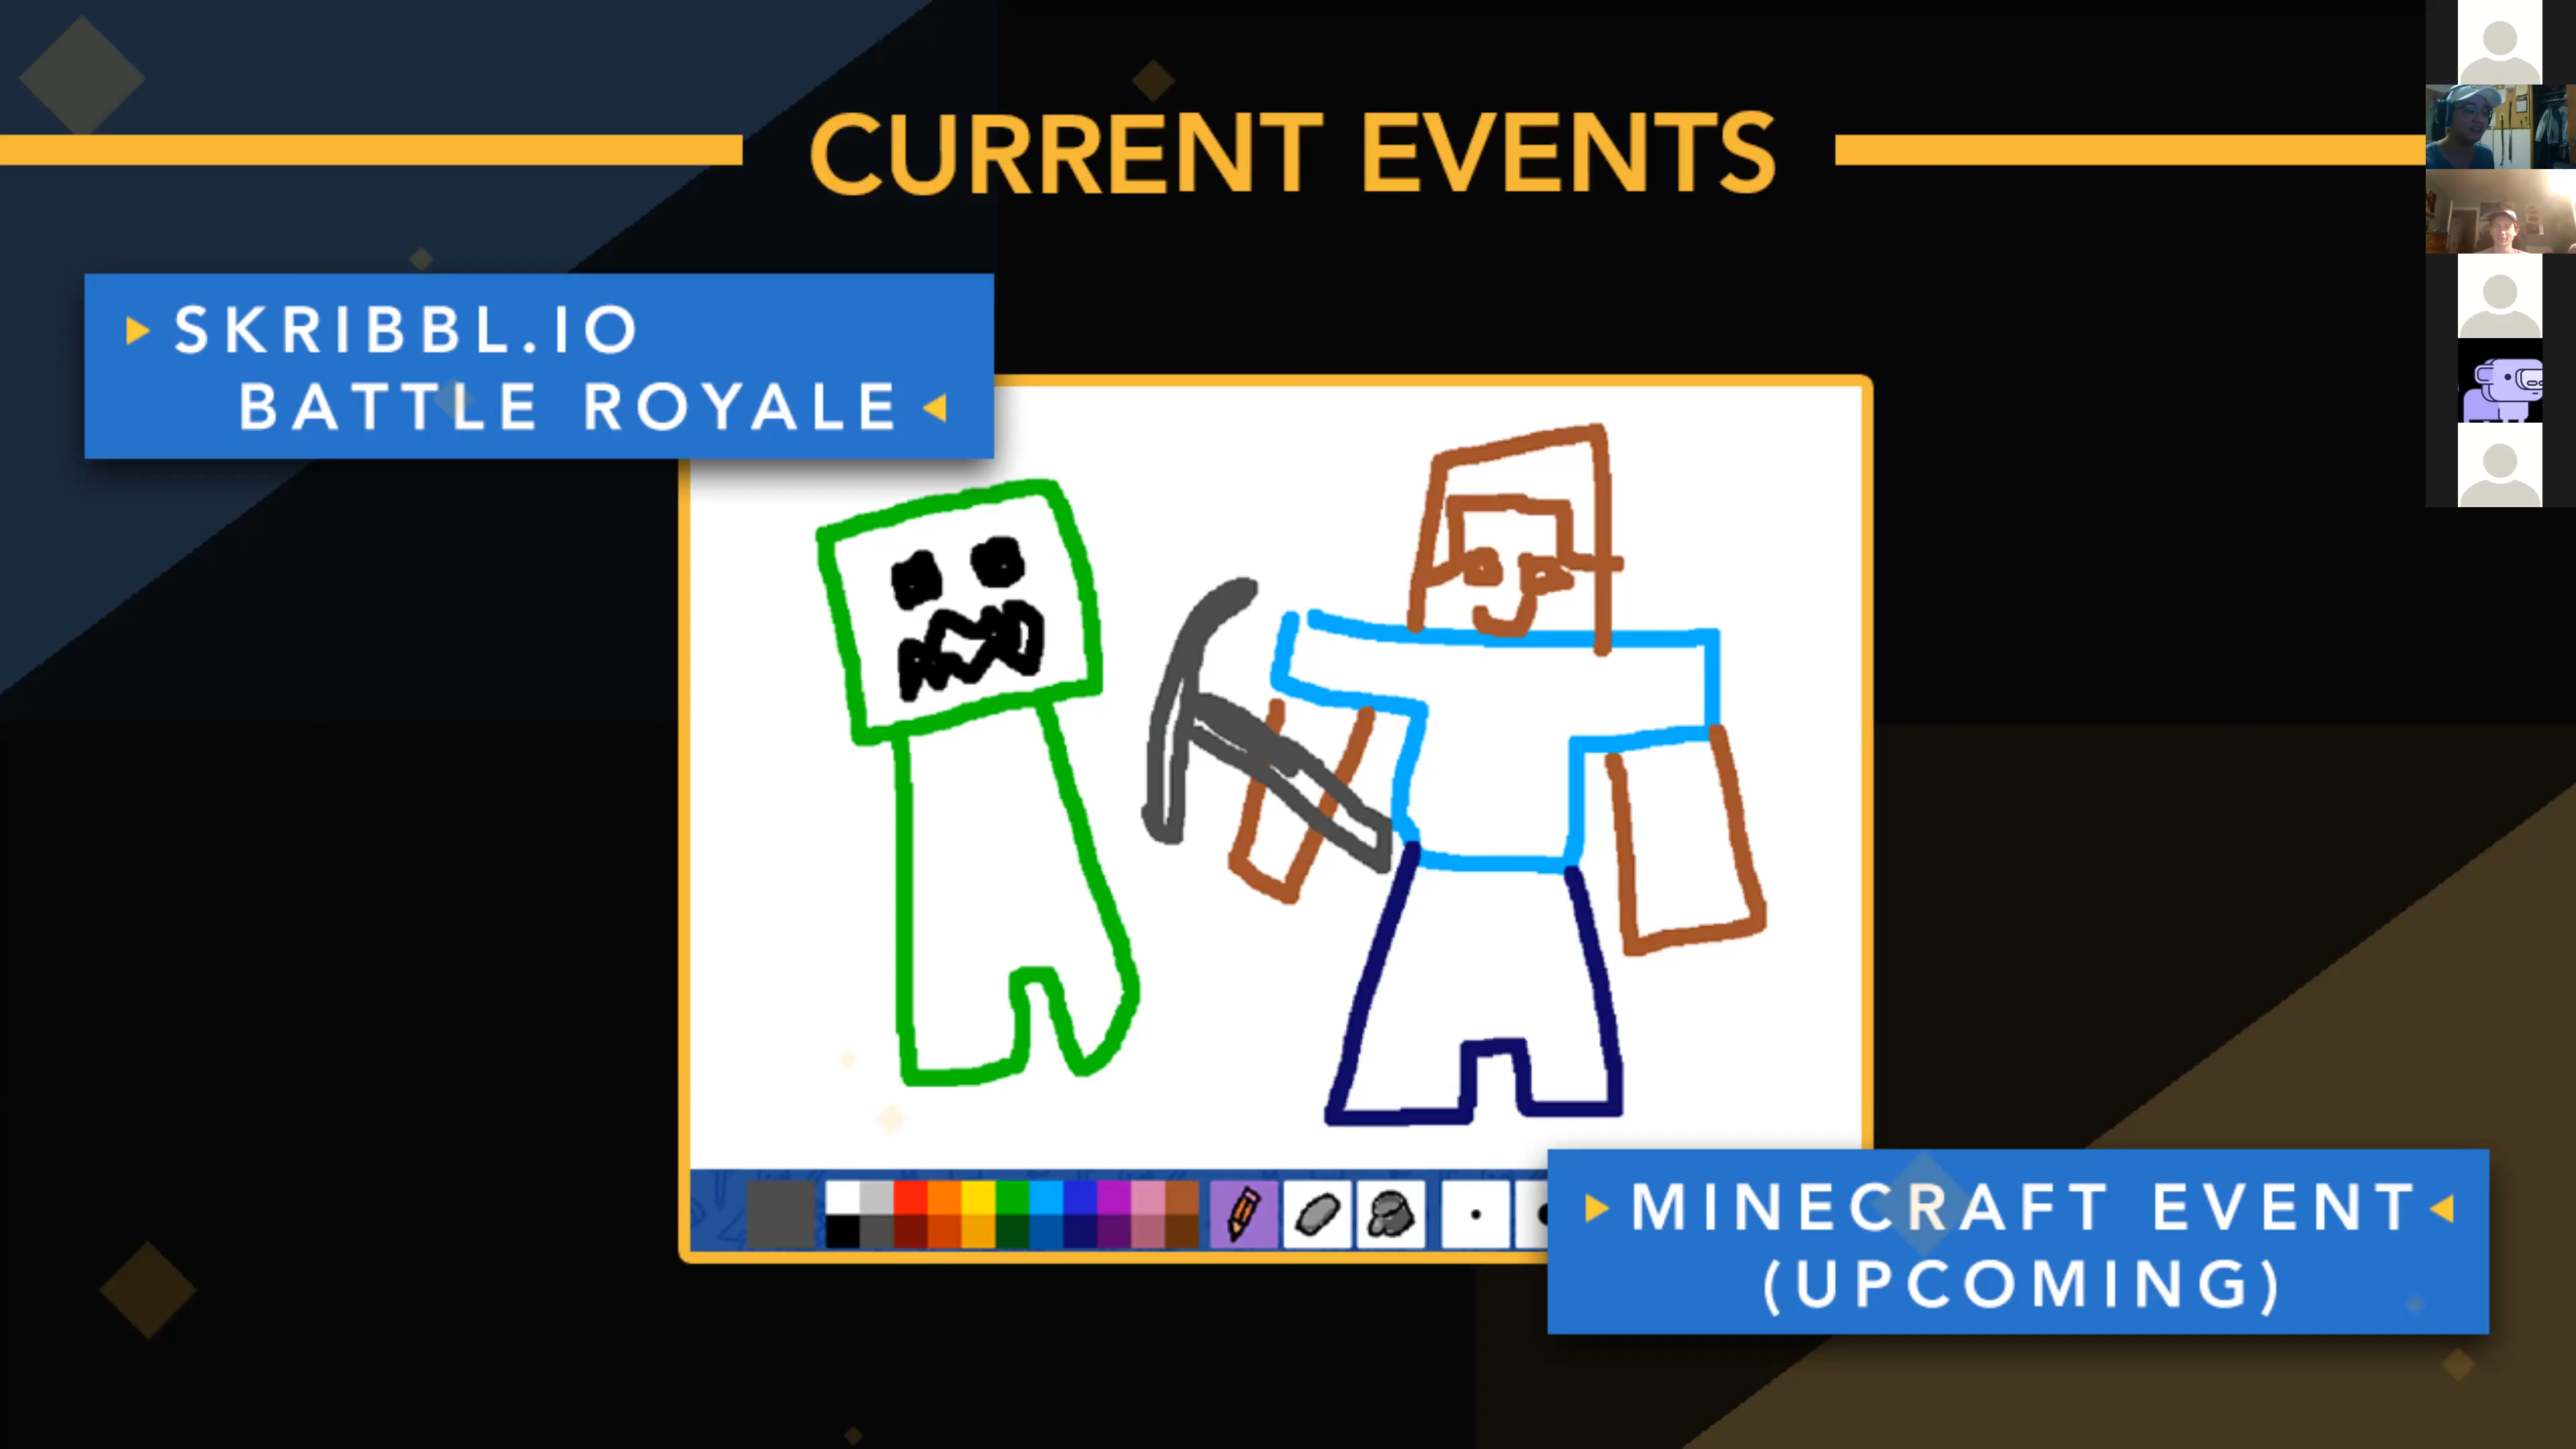 CURRENT EVENTS
SKRIBBL.IO
BATTLE ROYALE
MINECRAFT EVENT
(UPCOMING)